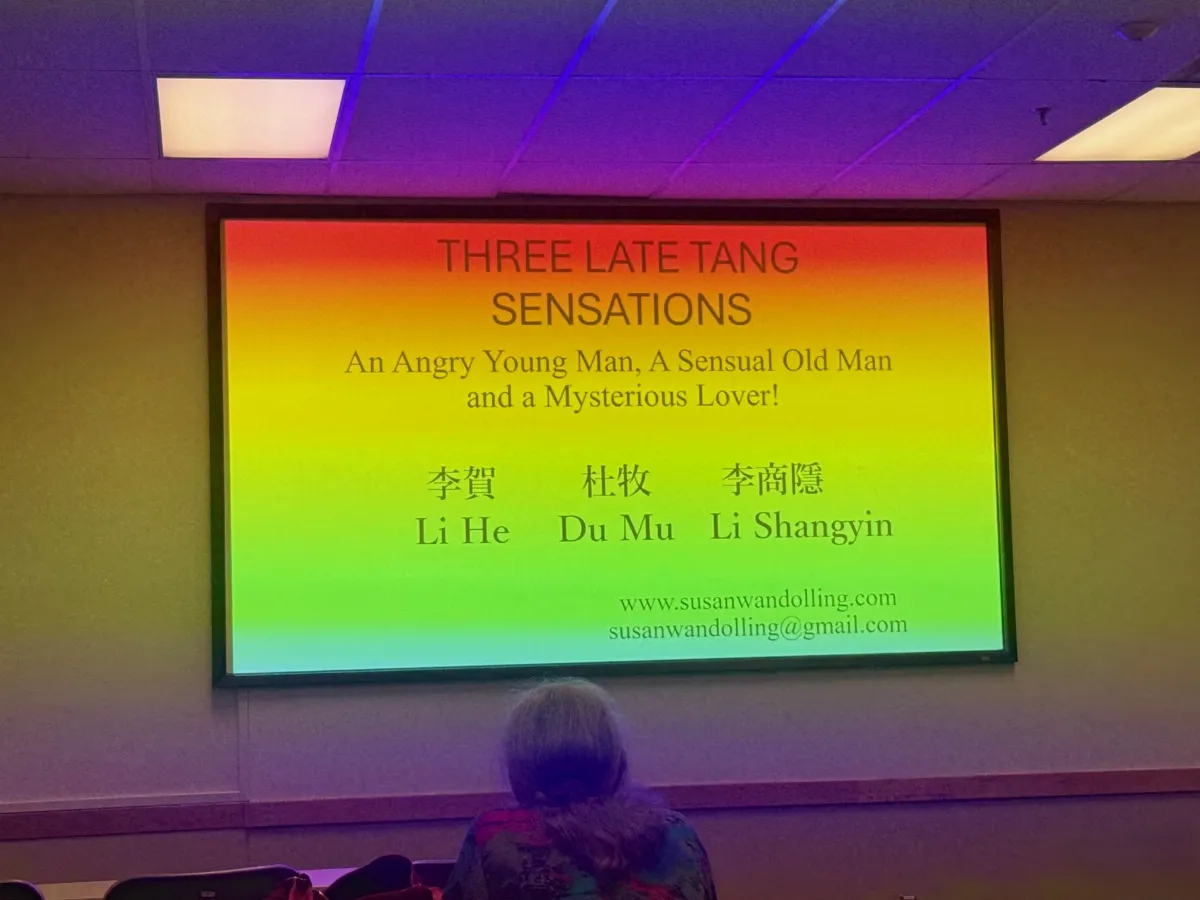 THREE LATE TANG
SENSATIONS
An Angry Young Man, A Sensual Old Man
and a Mysterious Lover!
李賀 杜牧 李商隱
Li He Du Mu Li Shangyin
www.susanwandolling.com
susanwandolling@gmail.com